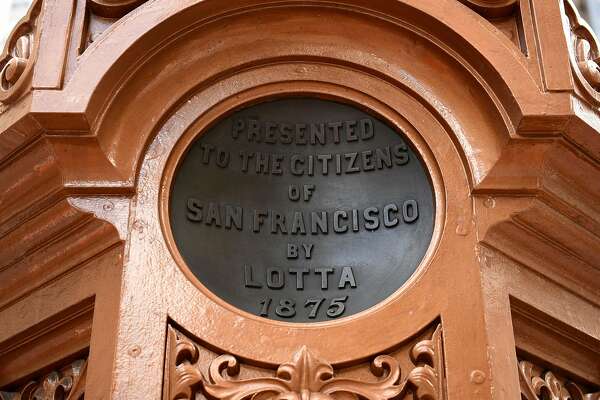 PRESENTED
TO THE CITIZENS
OF
SAN FRANCISCO
BY
LOTTA
1875